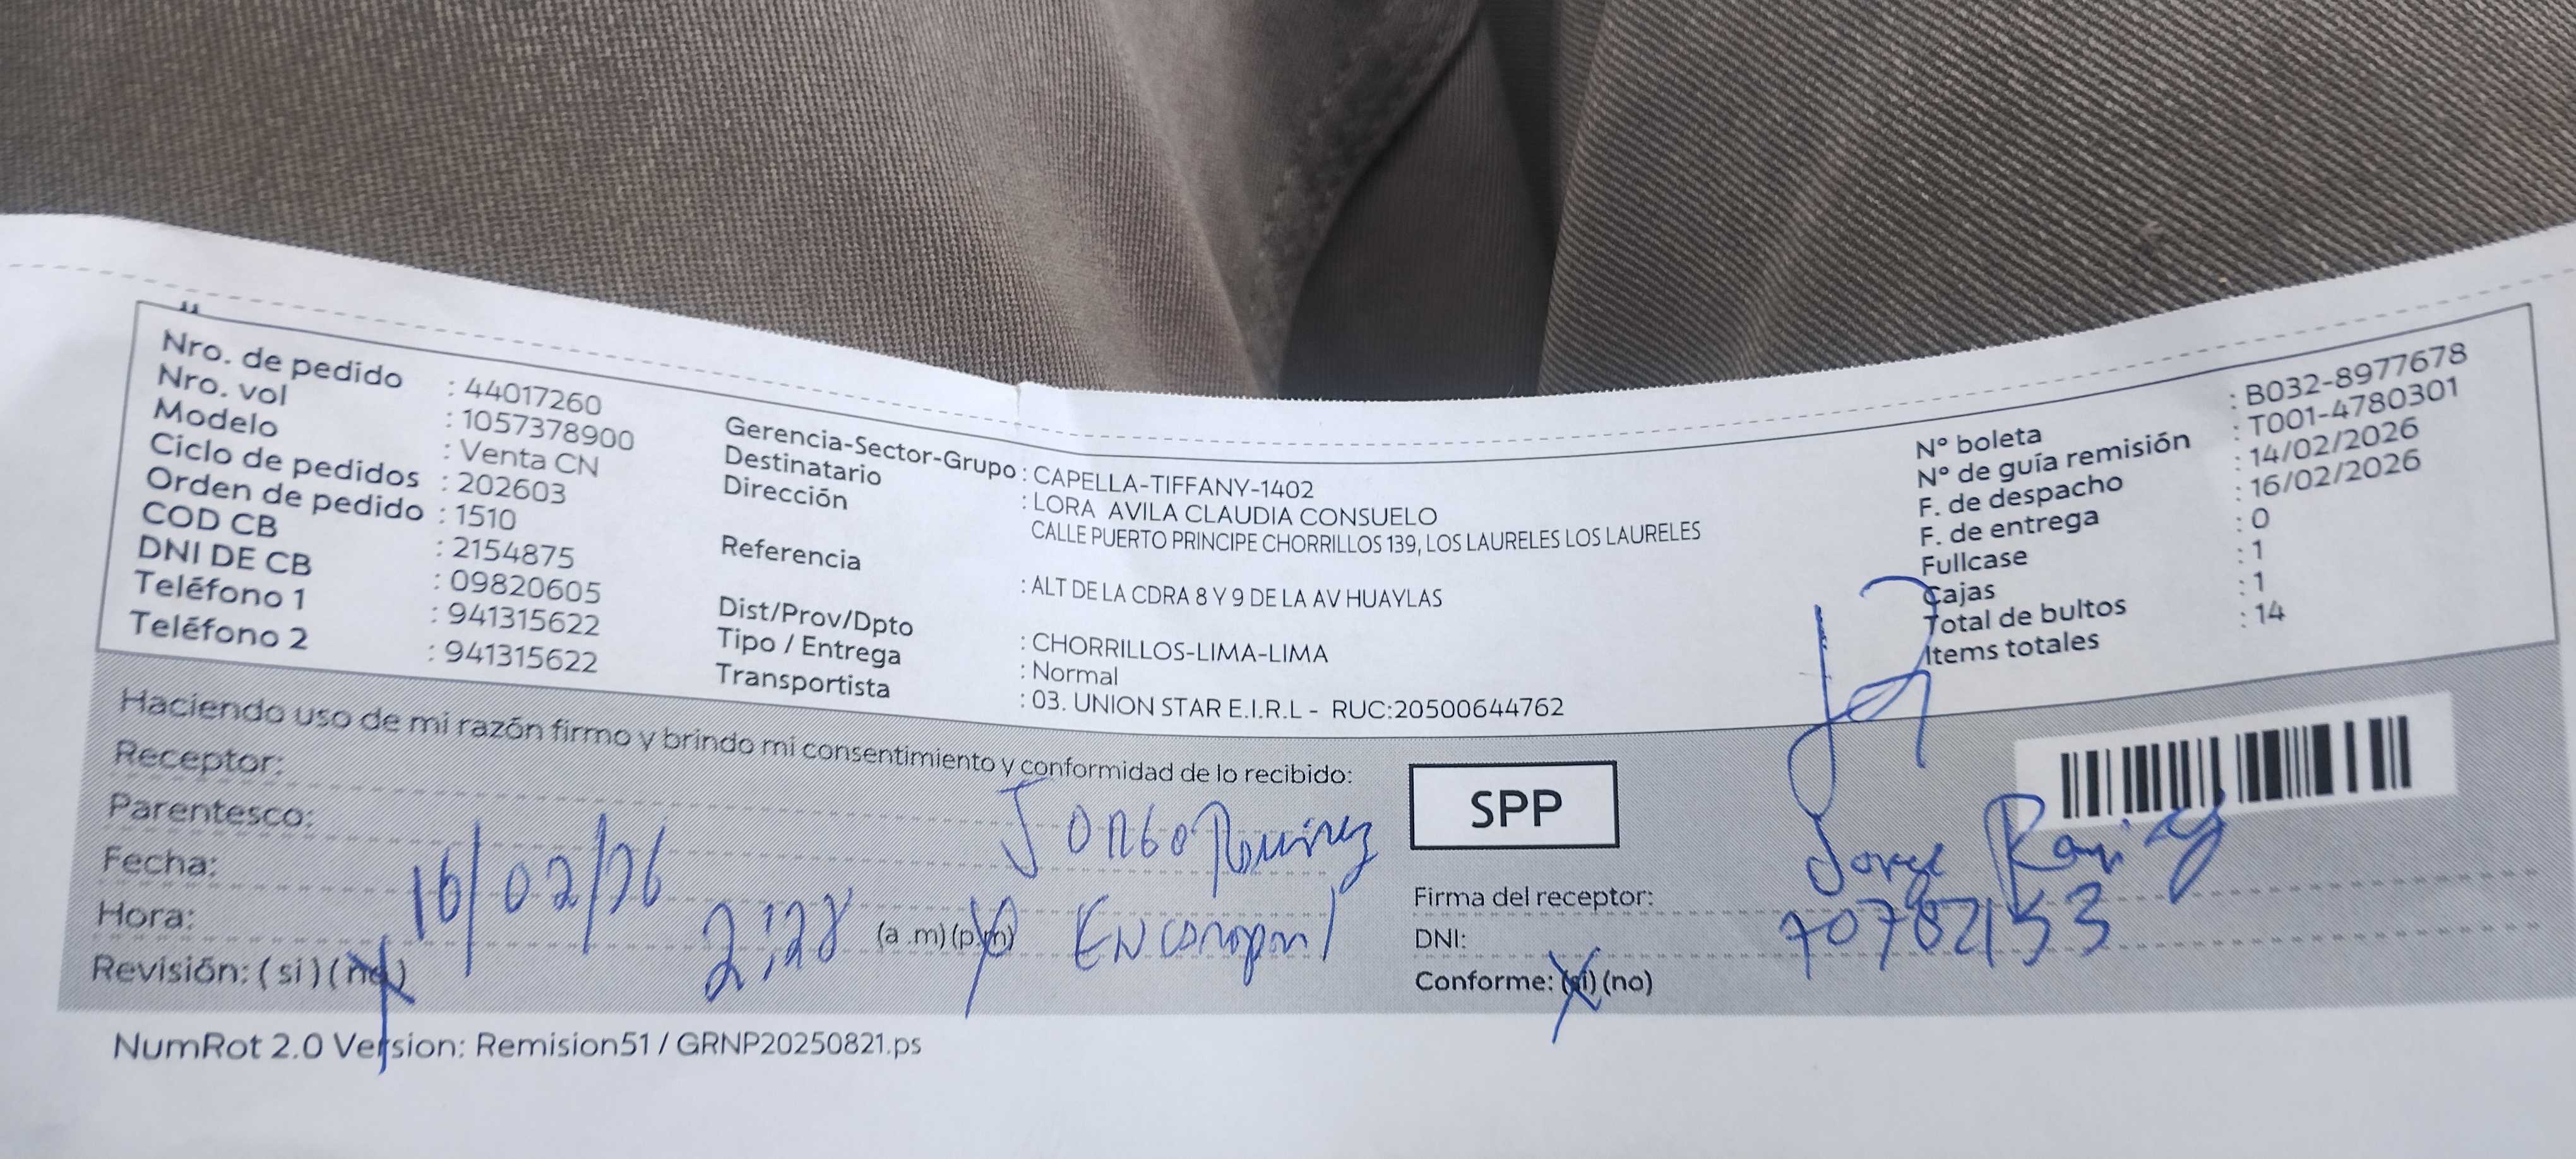 Nro. de pedido : 44017260
Nro. vol : 1057378900
Modelo : Venta CN
Ciclo de pedidos : 202603
Orden de pedido : 1510
COD CB : 2154875
DNI DE CB : 09820605
Teléfono 1 : 941315622
Teléfono 2 : 941315622
Gerencia-Sector-Grupo : CAPELLA-TIFFANY-1402
Destinatario : LORA AVILA CLAUDIA CONSUELO
Dirección CALLE PUERTO PRINCIPE CHORRILLOS 139, LOS LAURELES LOS LAURELES
Referencia : ALT DE LA CDRA 8 Y 9 DE LA AV HUAYLAS
Dist/Prov/Dpto : CHORRILLOS-LIMA-LIMA
Tipo / Entrega : Normal
Transportista : 03. UNION STAR E.I.R.L - RUC:20500644762
N° boleta : B032-8977678
N° de guía remisión : T001-4780301
F. de despacho : 14/02/2026
F. de entrega : 16/02/2026
Fullcase : 0
Cajas : 1
Total de bultos : 1
Items totales : 14
Haciendo uso de mi razón firmo y brindo mi consentimiento y conformidad de lo recibido:
Receptor:
Parentesco:
Fecha: 16/02/26
Hora: 2:28 (a .m) (p.m)
Revisión: (si) (no)
SPP
Firma del receptor: Jorge
DNI: 70782153
Conforme: (si) (no)
NumRot 2.0 Version: Remision51 / GRNP20250821.ps